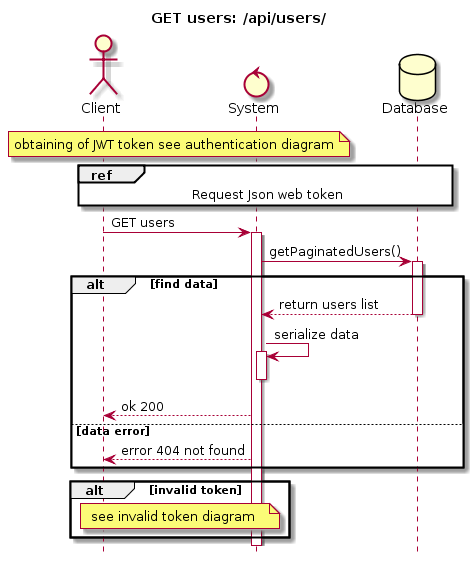 GET users: /api/users/
Client
System
Database
obtaining of JWT token see authentication diagram
ref
Request Json web token
GET users
getPaginatedUsers()
alt [find data]
return users list
serialize data
ok 200
[data error]
error 404 not found
alt [invalid token]
see invalid token diagram